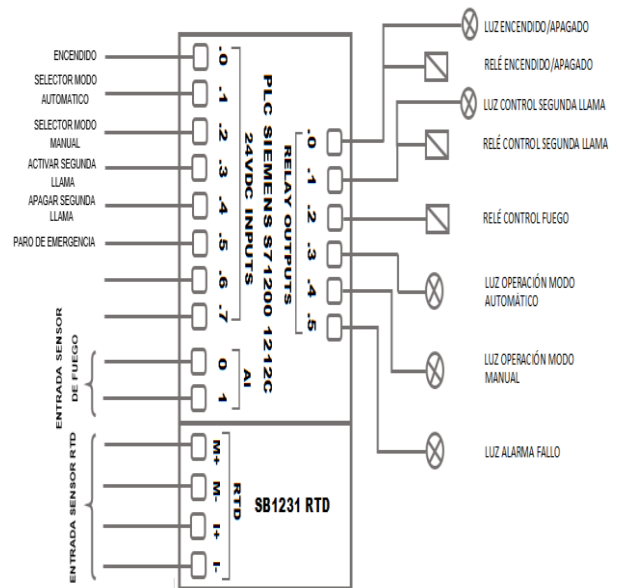 ENCENDIDO
SELECTOR MODO
AUTOMATICO
SELECTOR MODO
MANUAL
ACTIVAR SEGUNDA
LLAMA
APAGAR SEGUNDA
LLAMA
PARO DE EMERGENCIA
ENTRADA SENSOR
DE FUEGO
ENTRADA SENSOR RTD
.0
.1
.2
.3
.4
.5
.6
.7
24VDC INPUTS
0
1
AI
PLC SIEMENS S71200 1212C
RELAY OUTPUTS
.0
.1
.2
.3
.4
.5
M+
M-
I+
I-
RTD
SB1231 RTD
LUZ ENCENDIDO/APAGADO
RELÉ ENCENDIDO/APAGADO
LUZ CONTROL SEGUNDA LLAMA
RELÉ CONTROL SEGUNDA LLAMA
RELÉ CONTROL FUEGO
LUZ OPERACIÓN MODO
AUTOMÁTICO
LUZ OPERACIÓN MODO
MANUAL
LUZ ALARMA FALLO